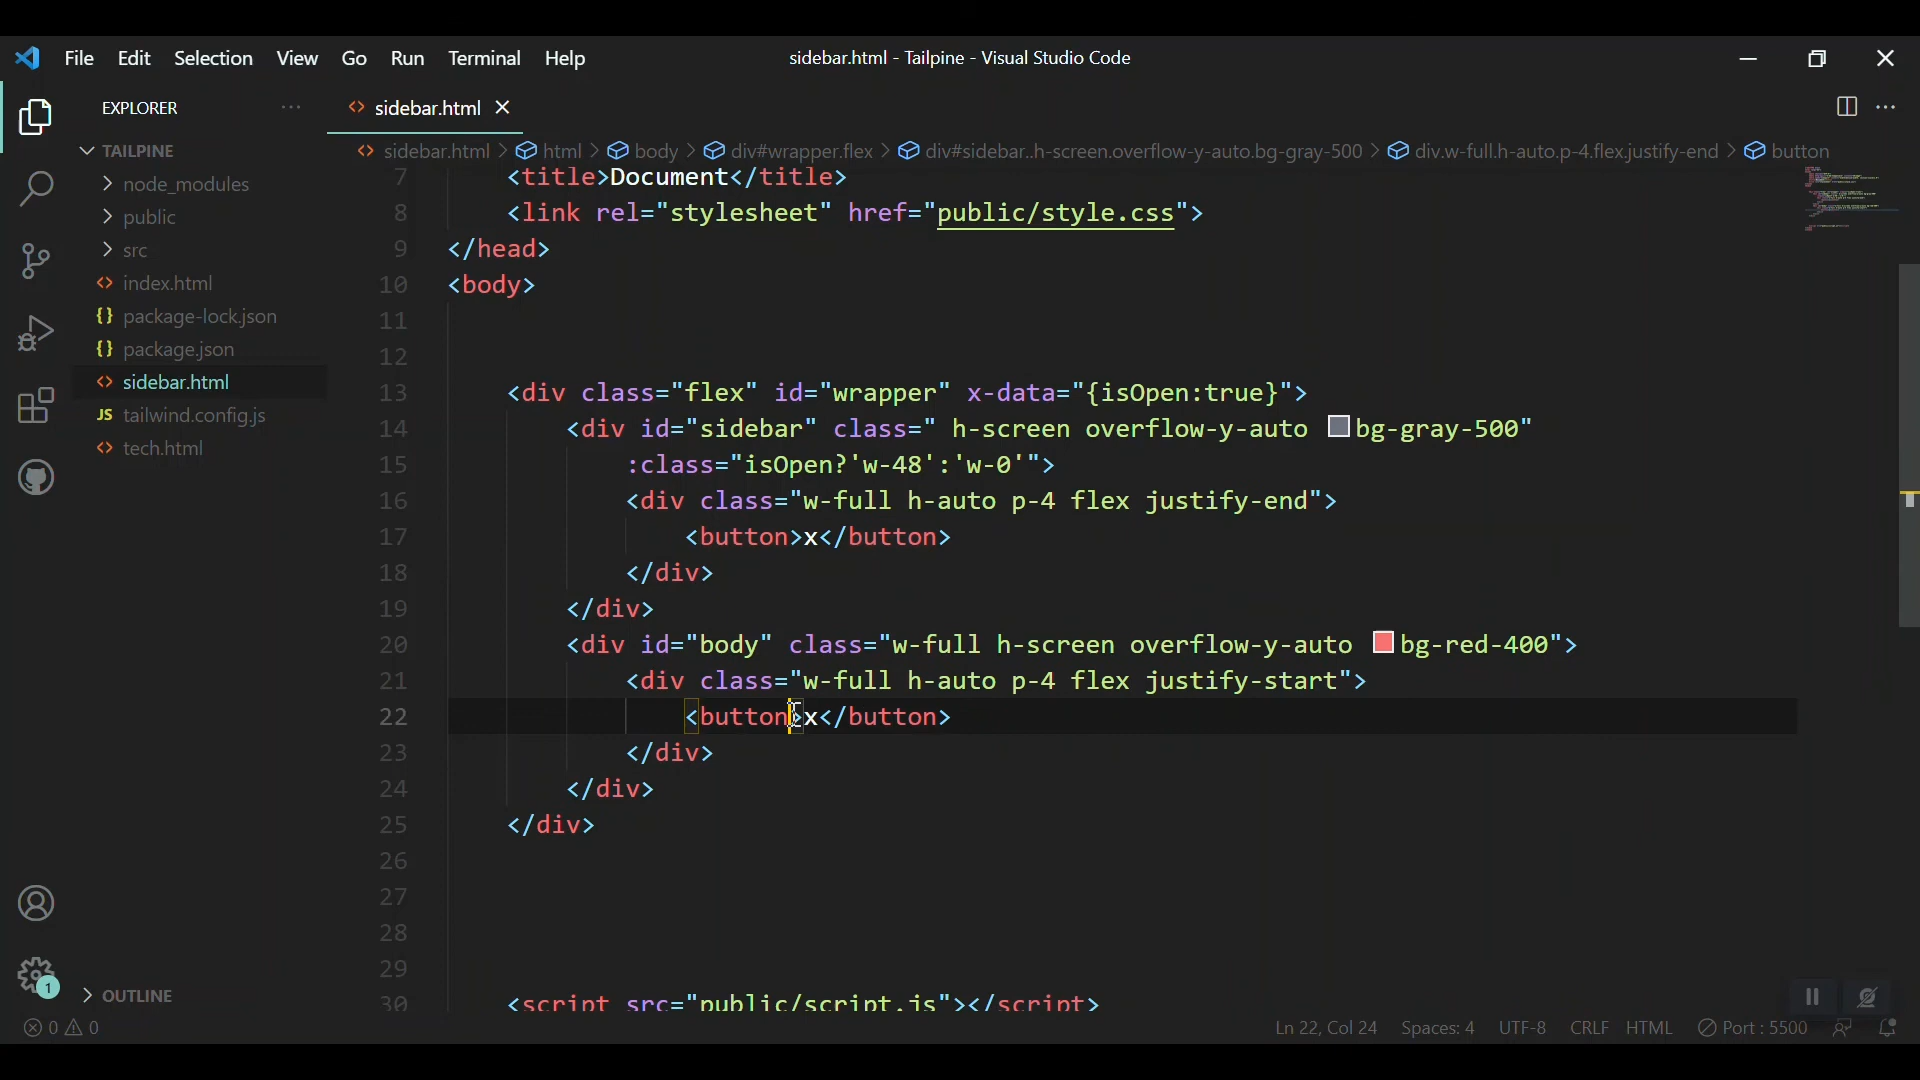 File Edit Selection View Go Run Terminal Help sidebar.html - Tailpine - Visual Studio Code
EXPLORER ··· sidebar.html
sidebar.html > html > body > div#wrapper.flex > div#sidebar..h-screen.overflow-y-auto.bg-gray-500 > div.w-full.h-auto.p-4.flex.justify-end > button
TAILPINE
node_modules
public
src
index.html
package-lock.json
package.json
sidebar.html
tailwind.config.js
tech.html
OUTLINE
7 <title>Document</title>
8 <link rel="stylesheet" href="public/style.css">
9 </head>
10 <body>
11
12
13 <div class="flex" id="wrapper" x-data="{isOpen:true}">
14 <div id="sidebar" class=" h-screen overflow-y-auto bg-gray-500"
15 :class="isOpen?'w-48':'w-0'">
16 <div class="w-full h-auto p-4 flex justify-end">
17 <button>x</button>
18 </div>
19 </div>
20 <div id="body" class="w-full h-screen overflow-y-auto bg-red-400">
21 <div class="w-full h-auto p-4 flex justify-start">
22 <button>x</button>
23 </div>
24 </div>
25 </div>
26
27
28
29
30 <script src="public/script.js"></script>
1
0 0 Ln 22, Col 24 Spaces: 4 UTF-8 CRLF HTML Port : 5500